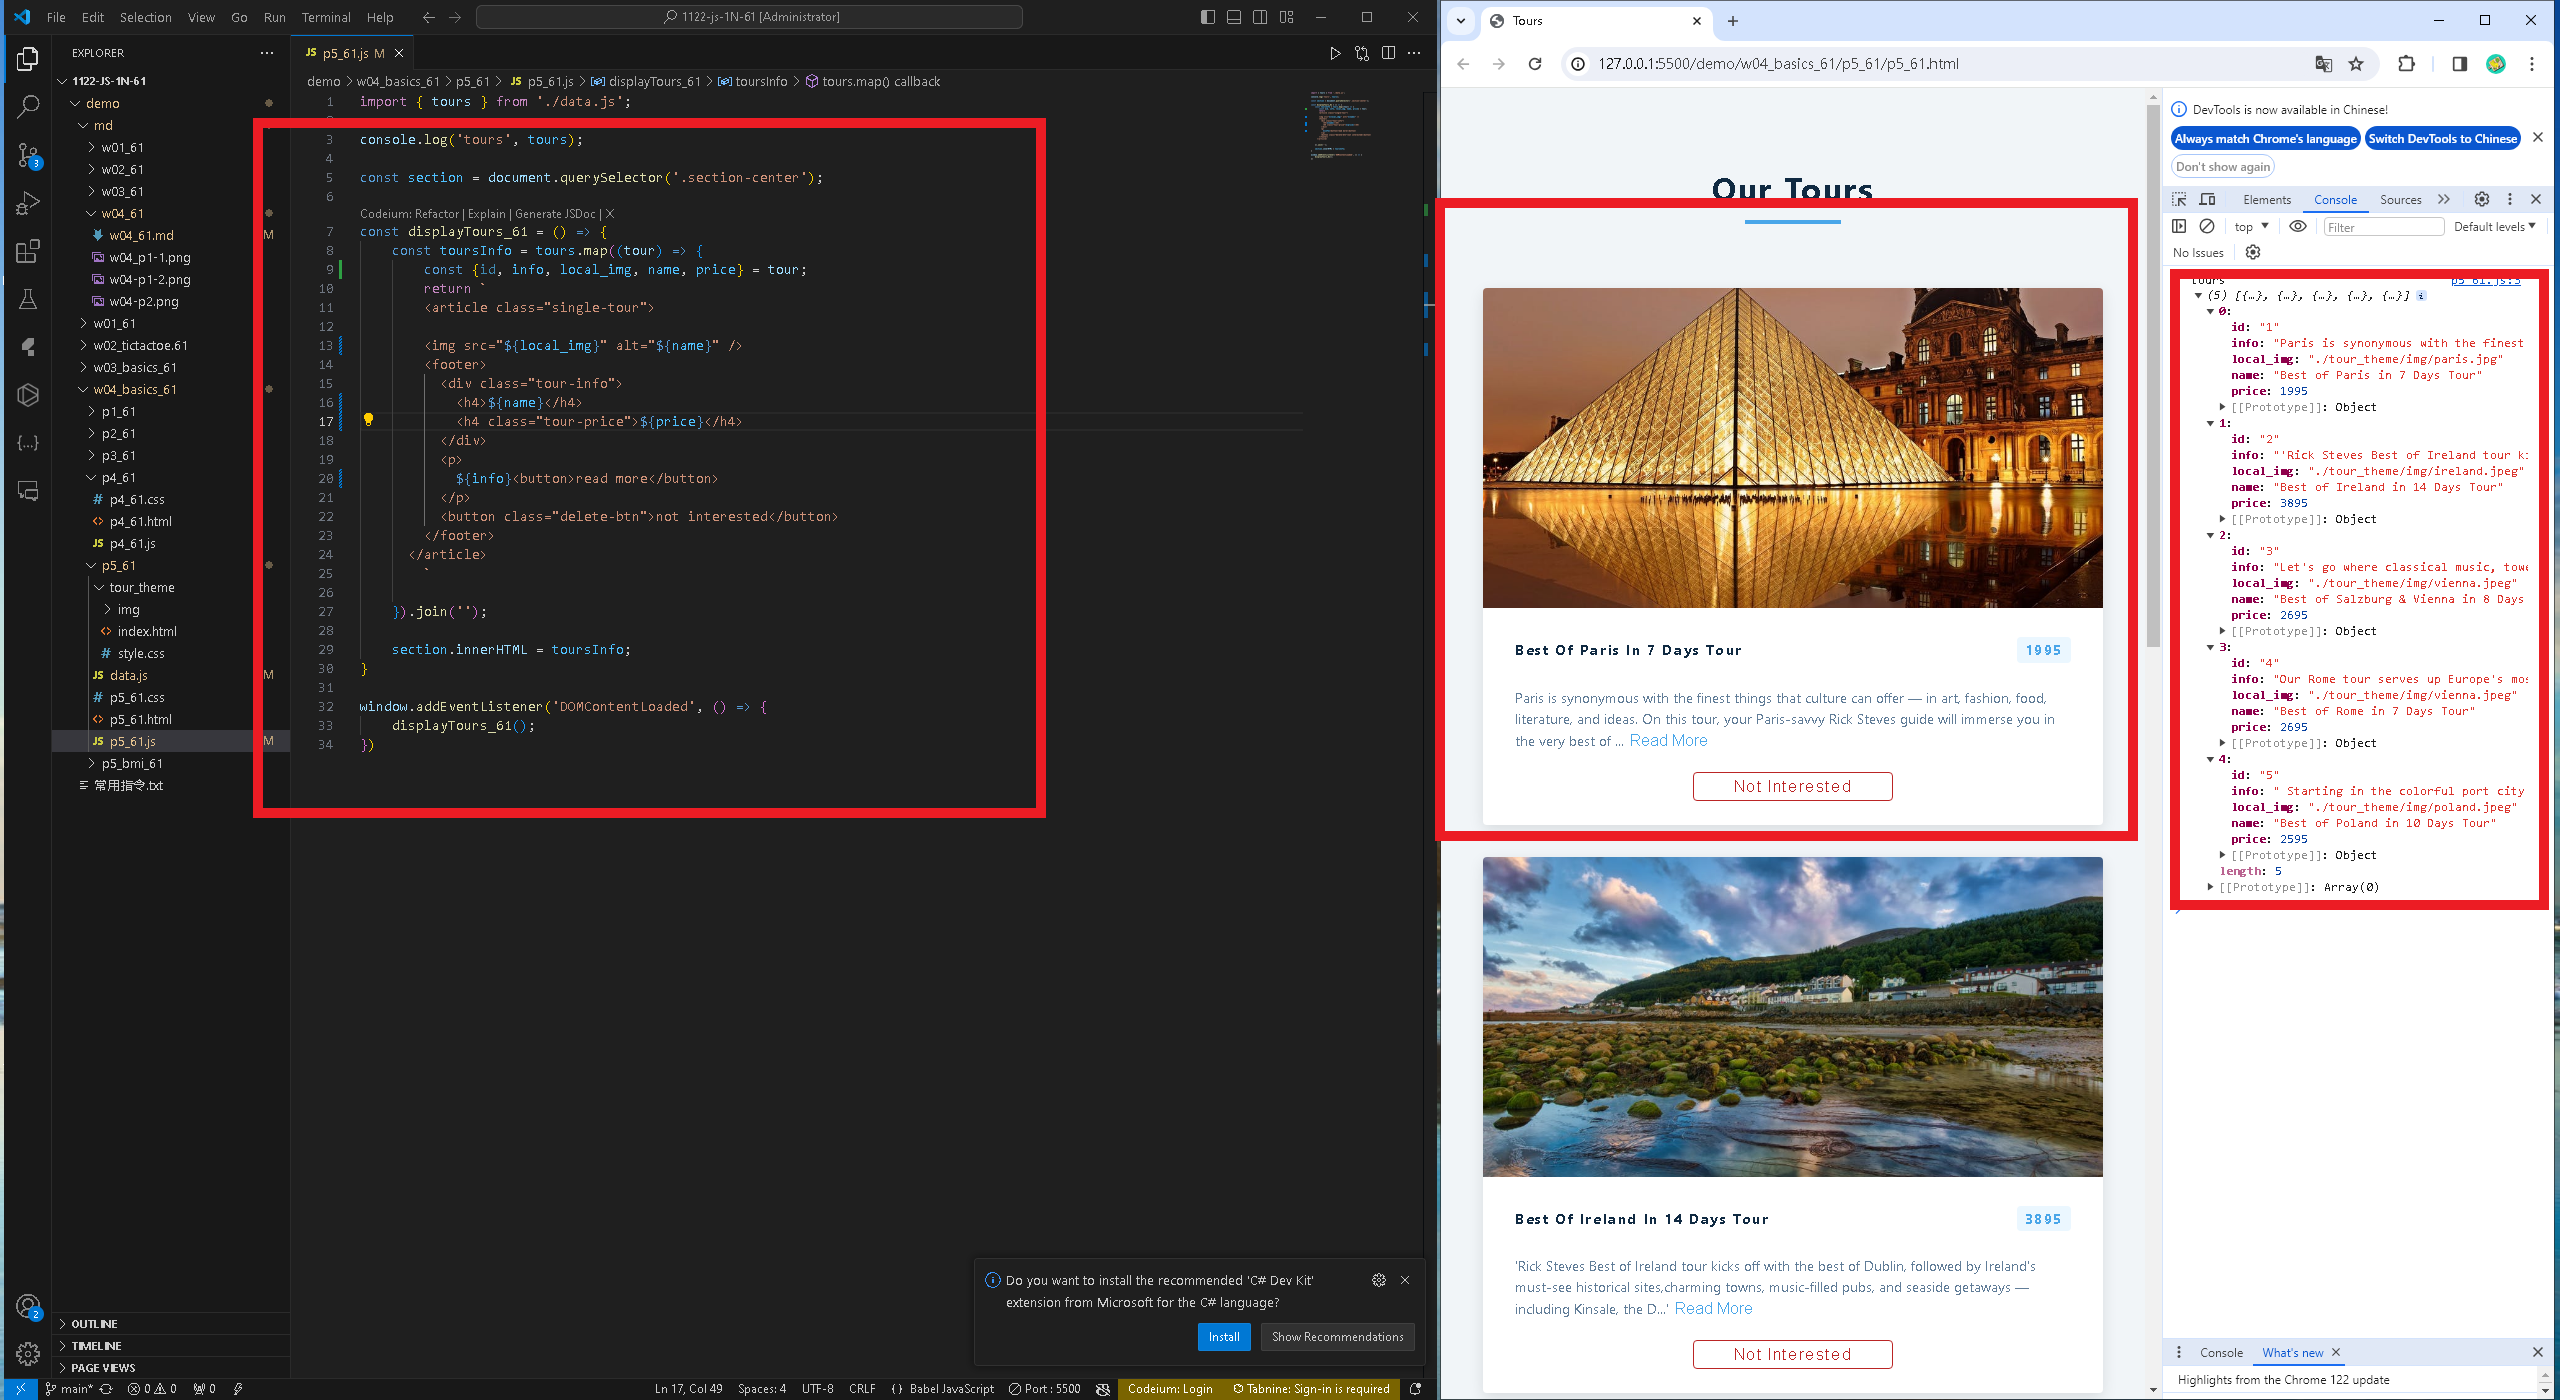 File Edit Selection View Go Run Terminal Help
1122-js-1N-61 [Administrator]
EXPLORER
1122-JS-1N-61
demo
md
w01_61
w02_61
w03_61
w04_61
w04_61.md M
w04_p1-1.png
w04-p1-2.png
w04-p2.png
w01_61
w02_tictactoe.61
w03_basics_61
w04_basics_61
p1_61
p2_61
p3_61
p4_61
p4_61.css
p4_61.html
p4_61.js
p5_61
tour_theme
img
index.html
style.css
data.js M
p5_61.css
p5_61.html
p5_61.js M
p5_bmi_61
常用指令.txt
OUTLINE
TIMELINE
PAGE VIEWS
p5_61.js M
demo > w04_basics_61 > p5_61 > JS p5_61.js > displayTours_61 > toursInfo > tours.map() callback
1 import { tours } from './data.js';
3 console.log('tours', tours);
4
5 const section = document.querySelector('.section-center');
6
Codeium: Refactor | Explain | Generate JSDoc | X
7 const displayTours_61 = () => {
8 const toursInfo = tours.map((tour) => {
9 const {id, info, local_img, name, price} = tour;
10 return `
11 <article class="single-tour">
12
13 <img src="${local_img}" alt="${name}" />
14 <footer>
15 <div class="tour-info">
16 <h4>${name}</h4>
17 <h4 class="tour-price">${price}</h4>
18 </div>
19 <p>
20 ${info}<button>read more</button>
21 </p>
22 <button class="delete-btn">not interested</button>
23 </footer>
24 </article>
25 `
26
27 }).join('');
28
29 section.innerHTML = toursInfo;
30 }
31
32 window.addEventListener('DOMContentLoaded', () => {
33 displayTours_61();
34 })
Do you want to install the recommended 'C# Dev Kit'
extension from Microsoft for the C# language?
Install Show Recommendations
main* 0 0 0 Ln 17, Col 49 Spaces: 4 UTF-8 CRLF {} Babel JavaScript Port : 5500 Codeium: Login Tabnine: Sign-in is required
Tours
127.0.0.1:5500/demo/w04_basics_61/p5_61/p5_61.html
Our Tours
Best Of Paris In 7 Days Tour 1995
Paris is synonymous with the finest things that culture can offer — in art, fashion, food,
literature, and ideas. On this tour, your Paris-savvy Rick Steves guide will immerse you in
the very best of ... Read More
Not Interested
Best Of Ireland In 14 Days Tour 3895
'Rick Steves Best of Ireland tour kicks off with the best of Dublin, followed by Ireland's
must-see historical sites,charming towns, music-filled pubs, and seaside getaways —
including Kinsale, the D...' Read More
Not Interested
DevTools is now available in Chinese!
Always match Chrome's language Switch DevTools to Chinese
Don't show again
Elements Console Sources
top Filter Default levels
No Issues
tours p5_61.js:3
(5) [{…}, {…}, {…}, {…}, {…}]
0:
id: "1"
info: "Paris is synonymous with the finest
local_img: "./tour_theme/img/paris.jpg"
name: "Best of Paris in 7 Days Tour"
price: 1995
[[Prototype]]: Object
1:
id: "2"
info: "'Rick Steves Best of Ireland tour ki
local_img: "./tour_theme/img/ireland.jpeg"
name: "Best of Ireland in 14 Days Tour"
price: 3895
[[Prototype]]: Object
2:
id: "3"
info: "Let's go where classical music, towe
local_img: "./tour_theme/img/vienna.jpeg"
name: "Best of Salzburg & Vienna in 8 Days
price: 2695
[[Prototype]]: Object
3:
id: "4"
info: "Our Rome tour serves up Europe's mos
local_img: "./tour_theme/img/vienna.jpeg"
name: "Best of Rome in 7 Days Tour"
price: 2695
[[Prototype]]: Object
4:
id: "5"
info: " Starting in the colorful port city
local_img: "./tour_theme/img/poland.jpeg"
name: "Best of Poland in 10 Days Tour"
price: 2595
[[Prototype]]: Object
length: 5
[[Prototype]]: Array(0)
Console What's new
Highlights from the Chrome 122 update